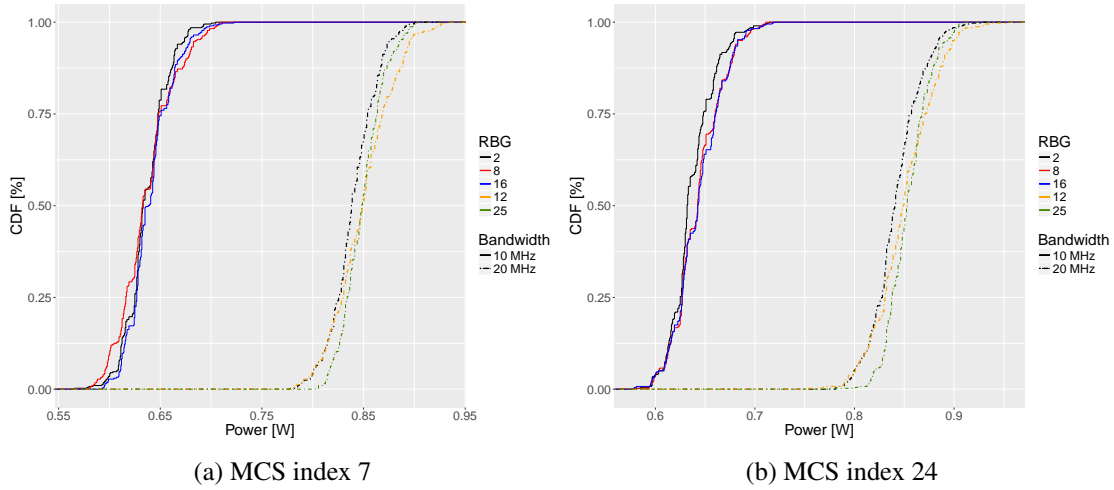 1.00
0.75
0.50
0.25
0.00
CDF [%]
0.55 0.65 0.75 0.85 0.95
Power [W]
RBG
2
8
16
12
25
Bandwidth
10 MHz
20 MHz
(a) MCS index 7
1.00
0.75
0.50
0.25
0.00
CDF [%]
0.6 0.7 0.8 0.9
Power [W]
RBG
2
8
16
12
25
Bandwidth
10 MHz
20 MHz
(b) MCS index 24